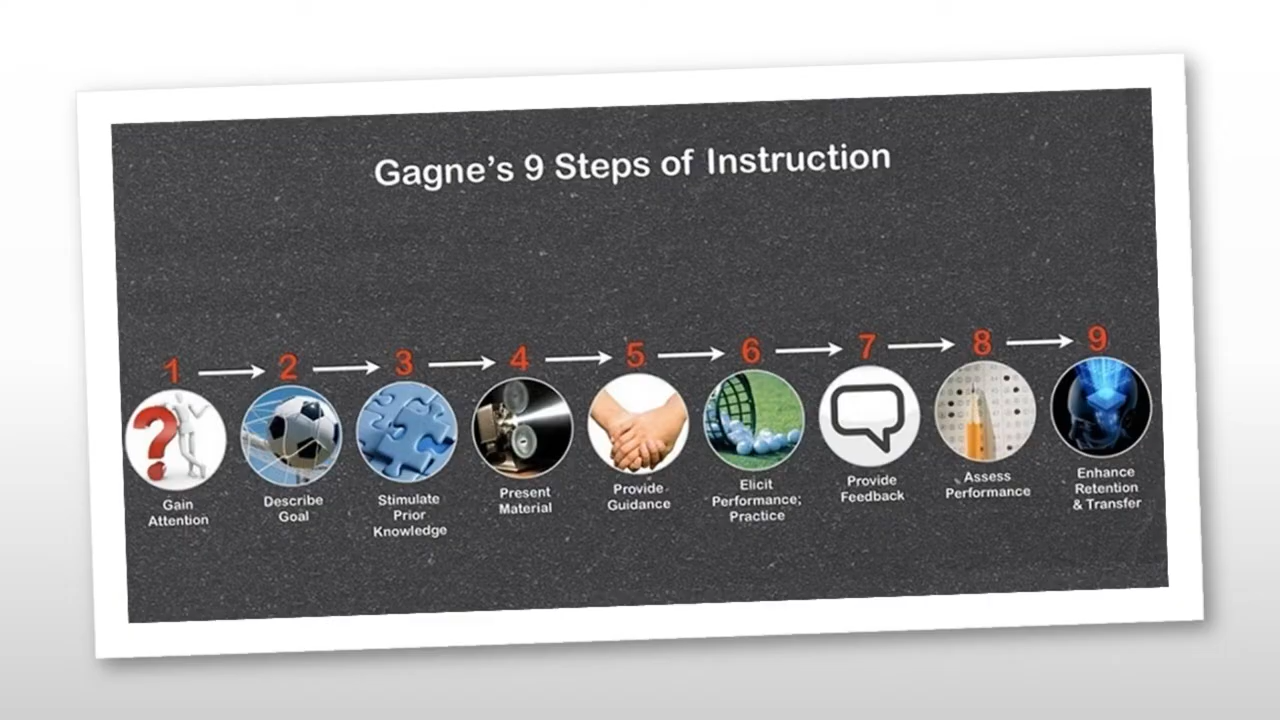 Gagne's 9 Steps of Instruction
1
2
3
4
5
6
7
8
9
Gain
Attention
Describe
Goal
Stimulate
Prior
Knowledge
Present
Material
Provide
Guidance
Elicit
Performance;
Practice
Provide
Feedback
Assess
Performance
Enhance
Retention
& Transfer